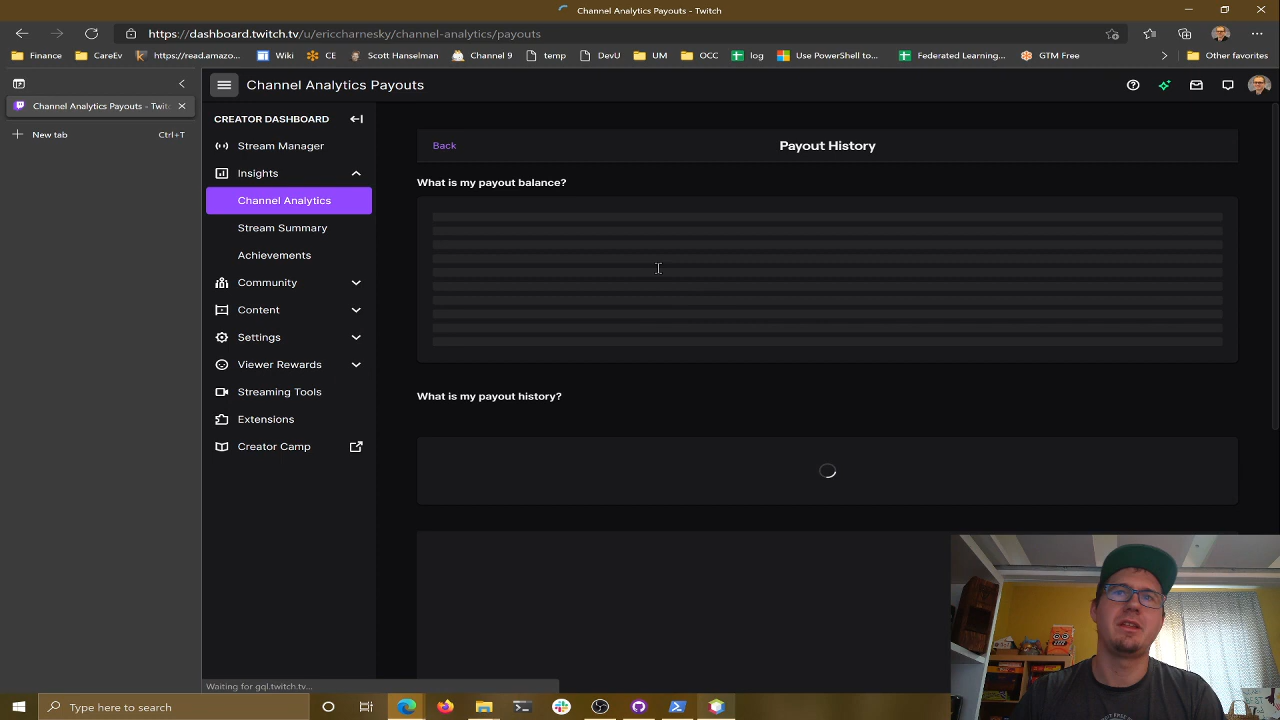 Channel Analytics Payouts - Twitch
https://dashboard.twitch.tv/u/ericcharnesky/channel-analytics/payouts
Finance
CareEv
https://read.amazo...
Wiki
CE
Scott Hanselman
Channel 9
temp
DevU
UM
OCC
log
Use PowerShell to...
Federated Learning...
GTM Free
Other favorites
Channel Analytics Payouts - Twitc
New tab
Ctrl+T
Channel Analytics Payouts
CREATOR DASHBOARD
Stream Manager
Insights
Channel Analytics
Stream Summary
Achievements
Community
Content
Settings
Viewer Rewards
Streaming Tools
Extensions
Creator Camp
Back
Payout History
What is my payout balance?
What is my payout history?
Waiting for gql.twitch.tv...
Type here to search